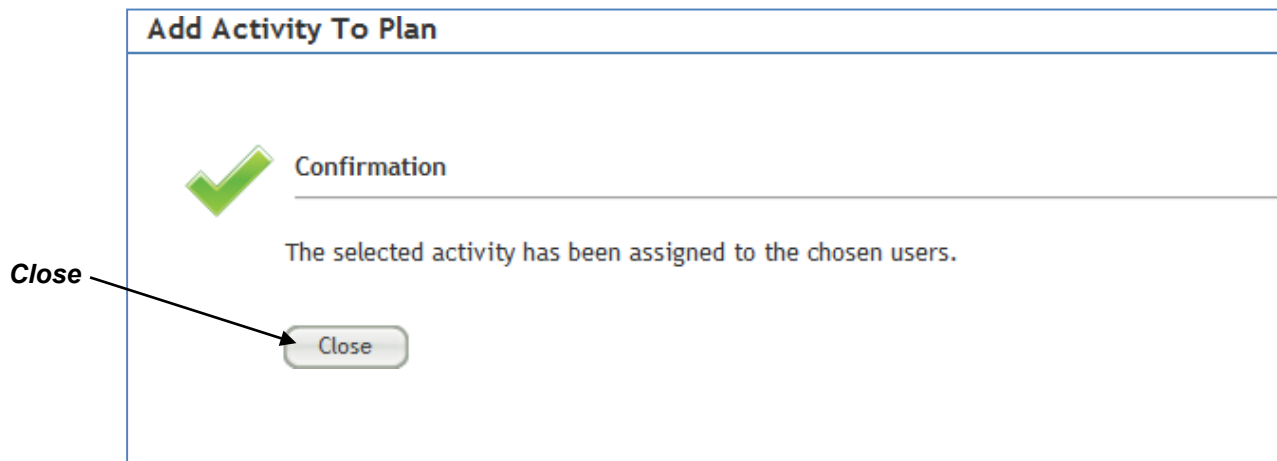 Add Activity To Plan
Confirmation
The selected activity has been assigned to the chosen users.
Close
Close